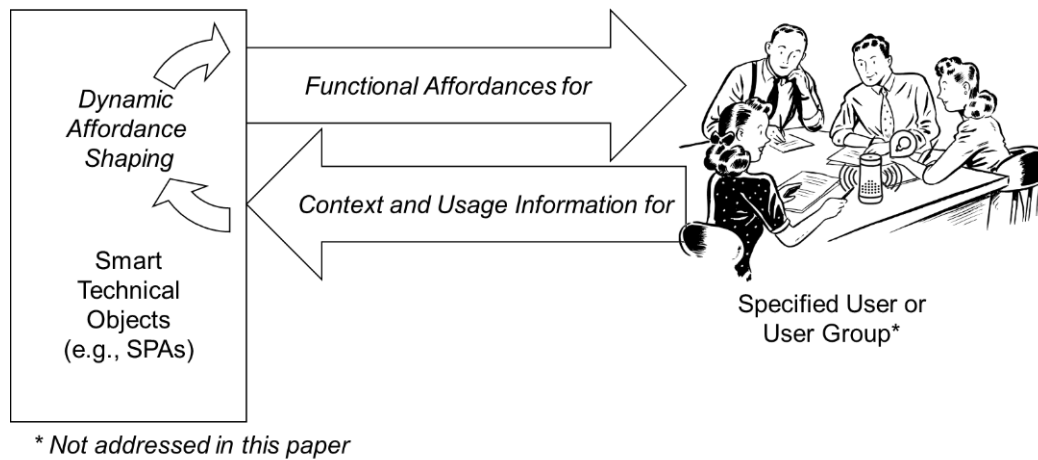 Dynamic
Affordance
Shaping
Smart
Technical
Objects
(e.g., SPAs)
Functional Affordances for
Context and Usage Information for
Specified User or
User Group*
* Not addressed in this paper